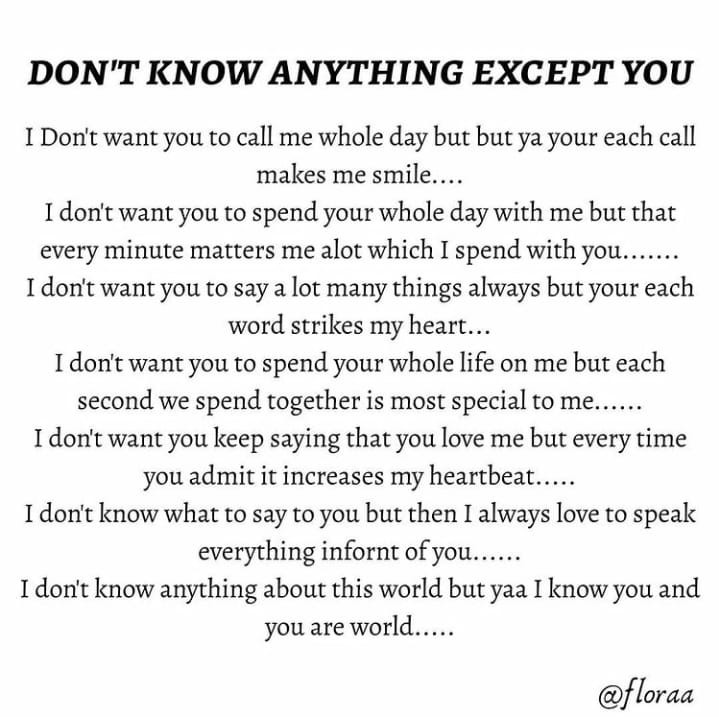 DON'T KNOW ANYTHING EXCEPT YOU
I Don't want you to call me whole day but but ya your each call
makes me smile....
I don't want you to spend your whole day with me but that
every minute matters me alot which I spend with you.......
I don't want you to say a lot many things always but your each
word strikes my heart...
I don't want you to spend your whole life on me but each
second we spend together is most special to me......
I don't want you keep saying that you love me but every time
you admit it increases my heartbeat.....
I don't know what to say to you but then I always love to speak
everything infornt of you......
I don't know anything about this world but yaa I know you and
you are world.....
@floraa